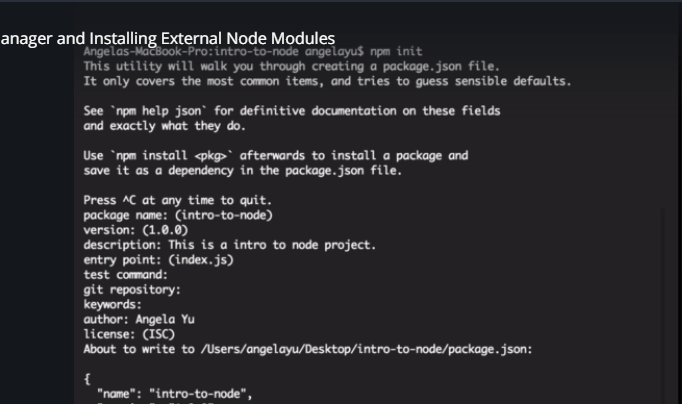 anager and Installing External Node Modules
Angelas-MacBook-Pro:intro-to-node angelayu$ npm init
This utility will walk you through creating a package.json file.
It only covers the most common items, and tries to guess sensible defaults.
See `npm help json` for definitive documentation on these fields
and exactly what they do.
Use `npm install <pkg>` afterwards to install a package and
save it as a dependency in the package.json file.
Press ^C at any time to quit.
package name: (intro-to-node)
version: (1.0.0)
description: This is a intro to node project.
entry point: (index.js)
test command:
git repository:
keywords:
author: Angela Yu
license: (ISC)
About to write to /Users/angelayu/Desktop/intro-to-node/package.json:
{
"name": "intro-to-node",